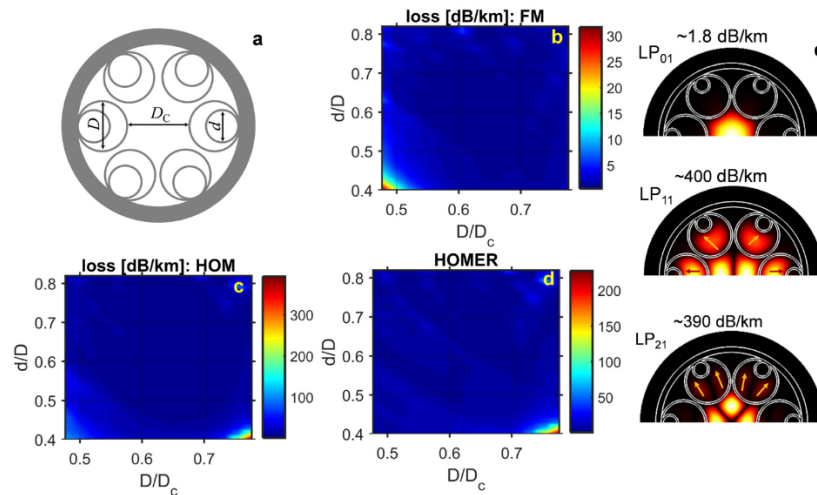 a
D
D_C
d
loss [dB/km]: FM
b
d/D
0.8
0.7
0.6
0.5
0.4
0.5
0.6
0.7
D/D_c
30
25
20
15
10
5
~1.8 dB/km
LP_01
~400 dB/km
LP_11
~390 dB/km
LP_21
loss [dB/km]: HOM
c
d/D
0.8
0.7
0.6
0.5
0.4
0.5
0.6
0.7
D/D_c
300
200
100
HOMER
d
d/D
0.8
0.7
0.6
0.5
0.4
0.5
0.6
0.7
D/D_c
200
150
100
50
0